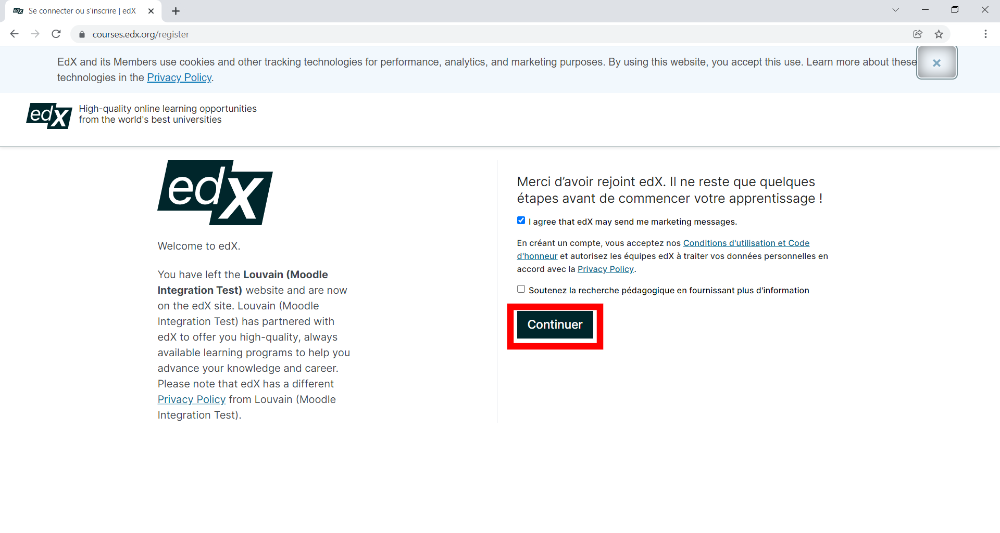 edX Se connecter ou s'inscrire | edX
courses.edx.org/register
EdX and its Members use cookies and other tracking technologies for performance, analytics, and marketing purposes. By using this website, you accept this use. Learn more about these
technologies in the Privacy Policy.
edX
High-quality online learning opportunities
from the world's best universities
edX
Welcome to edX.
You have left the Louvain (Moodle
Integration Test) website and are now
on the edX site. Louvain (Moodle
Integration Test) has partnered with
edX to offer you high-quality, always
available learning programs to help you
advance your knowledge and career.
Please note that edX has a different
Privacy Policy from Louvain (Moodle
Integration Test).
Merci d’avoir rejoint edX. Il ne reste que quelques
étapes avant de commencer votre apprentissage !
I agree that edX may send me marketing messages.
En créant un compte, vous acceptez nos Conditions d'utilisation et Code
d'honneur et autorisez les équipes edX à traiter vos données personnelles en
accord avec la Privacy Policy.
Soutenez la recherche pédagogique en fournissant plus d'information
Continuer